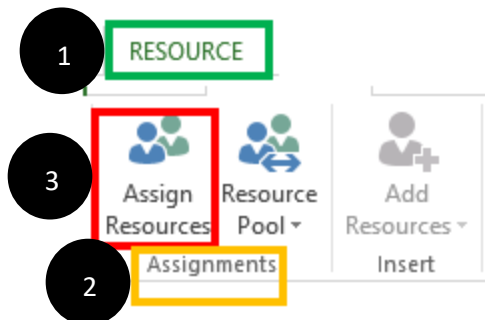 1
RESOURCE
3
Assign Resource Add
Resources Pool Resources
2
Assignments Insert